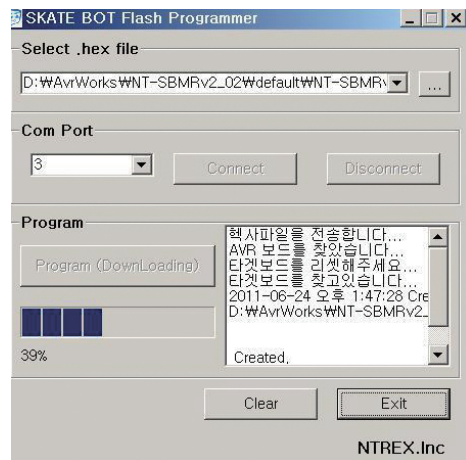 SKATE BOT Flash Programmer
Select .hex file
D:₩AvrWorks₩NT-SBMRv2_02₩default₩NT-SBMR
...
Com Port
3
Connect
Disconnect
Program
Program (DownLoading)
39%
헥사파일을 전송합니다...
AVR 보드를 찾았습니다...
타겟보드를 리셋해주세요...
타겟보드를 찾고있습니다...
2011-06-24 오후 1:47:28 Cre
D:₩AvrWorks₩NT-SBMRv2_
Created.
Clear
Exit
NTREX.Inc